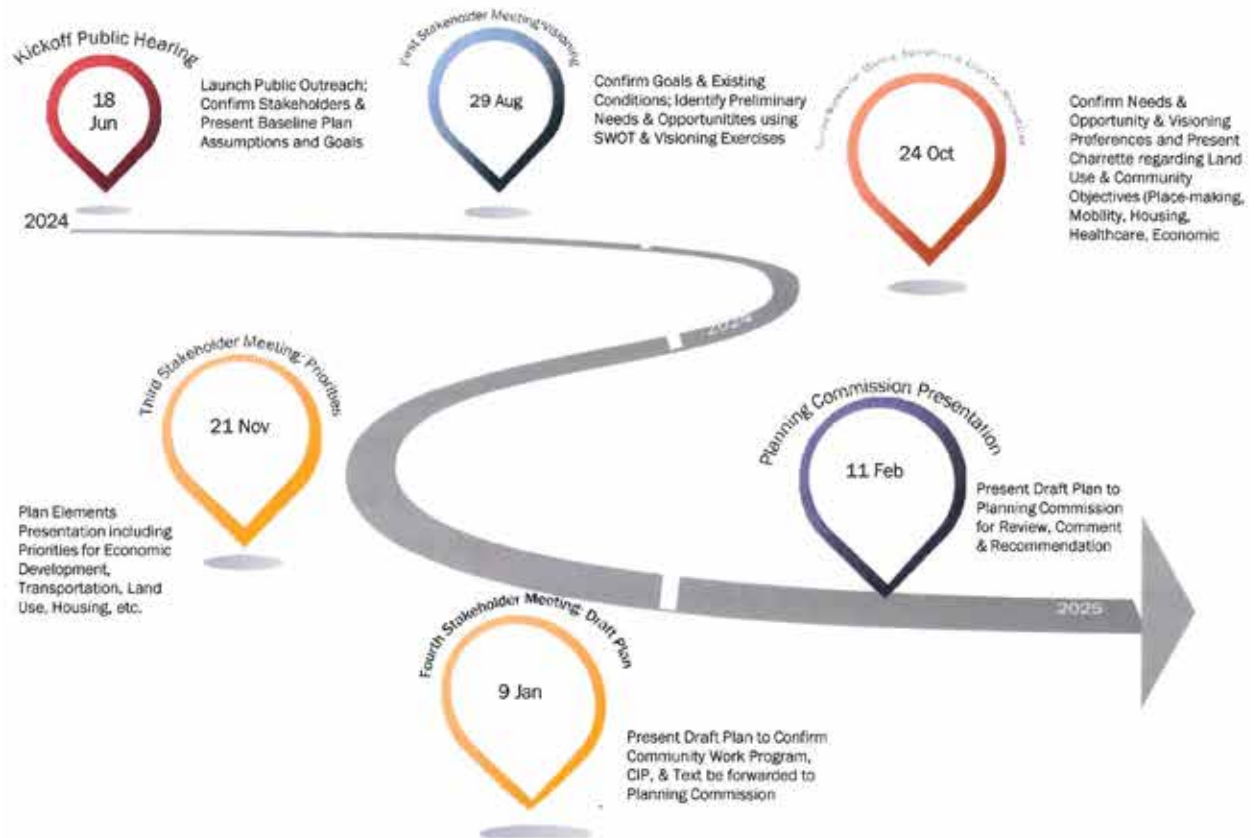 Kickoff Public Hearing
18
Jun
Launch Public Outreach;
Confirm Stakeholders &
Present Baseline Plan
Assumptions and Goals
First Stakeholder Meeting:Visioning
29 Aug
Confirm Goals & Existing
Conditions; Identify Preliminary
Needs & Opportunitites using
SWOT & Visioning Exercises
24 Oct
Confirm Needs &
Opportunity & Visioning
Preferences and Present
Charrette regarding Land
Use & Community
Objectives (Place-making,
Mobility, Housing,
Healthcare, Economic
2024
2024
Third Stakeholder Meeting: Priorities
21 Nov
Plan Elements
Presentation including
Priorities for Economic
Development,
Transportation, Land
Use, Housing, etc.
Planning Commission Presentation
11 Feb
Present Draft Plan to
Planning Commission
for Review, Comment
& Recommendation
2025
Fourth Stakeholder Meeting: Draft Plan
9 Jan
Present Draft Plan to Confirm
Community Work Program,
CIP, & Text be forwarded to
Planning Commission